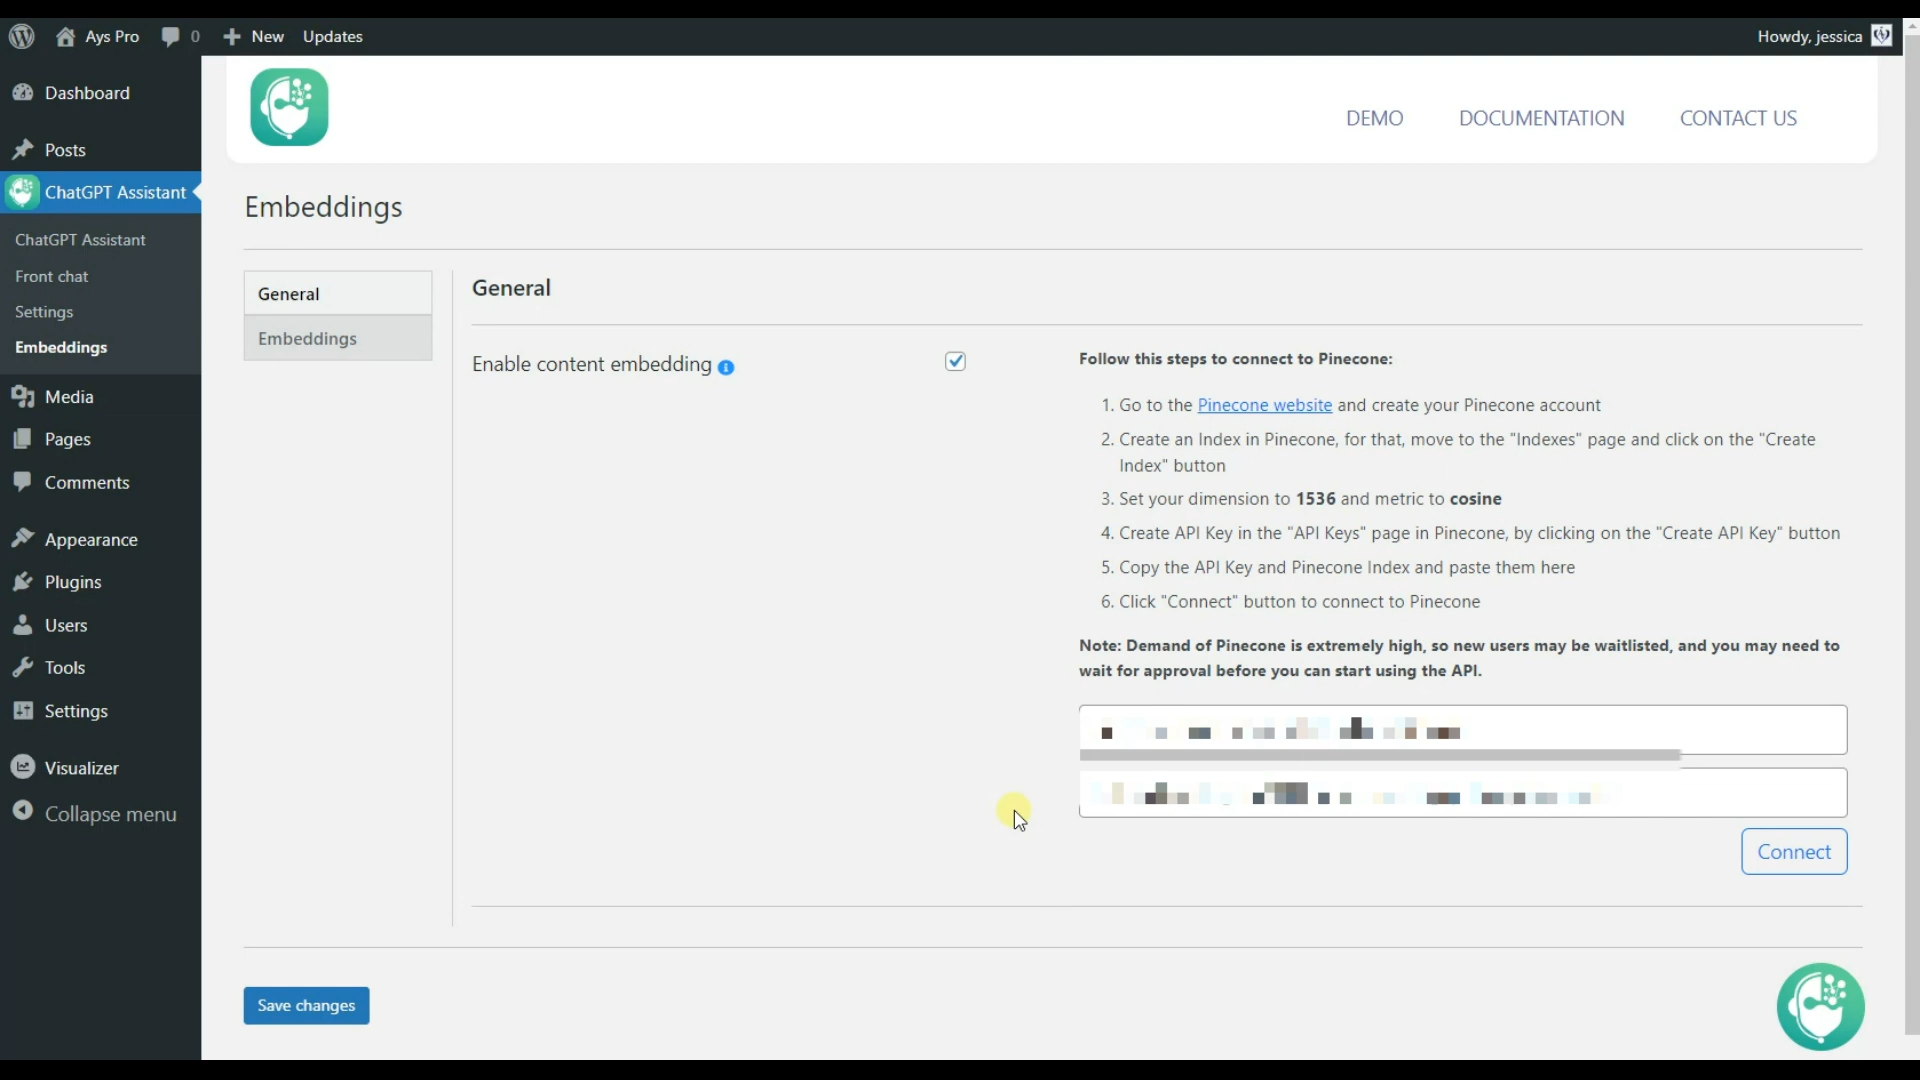 Ays Pro
0
New
Updates
Howdy, jessica
Dashboard
Posts
ChatGPT Assistant
ChatGPT Assistant
Front chat
Settings
Embeddings
Media
Pages
Comments
Appearance
Plugins
Users
Tools
Settings
Visualizer
Collapse menu
DEMO
DOCUMENTATION
CONTACT US
Embeddings
General
Embeddings
General
Enable content embedding
Follow this steps to connect to Pinecone:
1. Go to the Pinecone website and create your Pinecone account
2. Create an Index in Pinecone, for that, move to the "Indexes" page and click on the "Create
Index" button
3. Set your dimension to 1536 and metric to cosine
4. Create API Key in the "API Keys" page in Pinecone, by clicking on the "Create API Key" button
5. Copy the API Key and Pinecone Index and paste them here
6. Click "Connect" button to connect to Pinecone
Note: Demand of Pinecone is extremely high, so new users may be waitlisted, and you may need to
wait for approval before you can start using the API.
Connect
Save changes